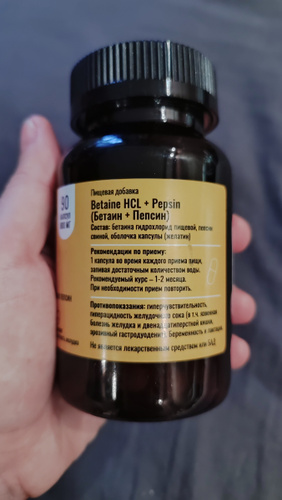 90
капсул
600 мг
Пищевая добавка
Betaine HCL + Pepsin
(Бетаин + Пепсин)
Состав: бетаина гидрохлорид пищевой, пепсин
свиной, оболочка капсулы (желатин)
Рекомендации по приему:
1 капсула во время каждого приема пищи,
запивая достаточным количеством воды.
Рекомендуемый курс – 1-2 месяца.
При необходимости прием повторить.
Противопоказания: гиперчувствительность,
гиперацидность желудочного сока (в т.ч. язвенная
болезнь желудка и двенадцатиперстной кишки,
эрозивный гастродуоденит), беременность и лактация.
Не является лекарственным средством или БАД